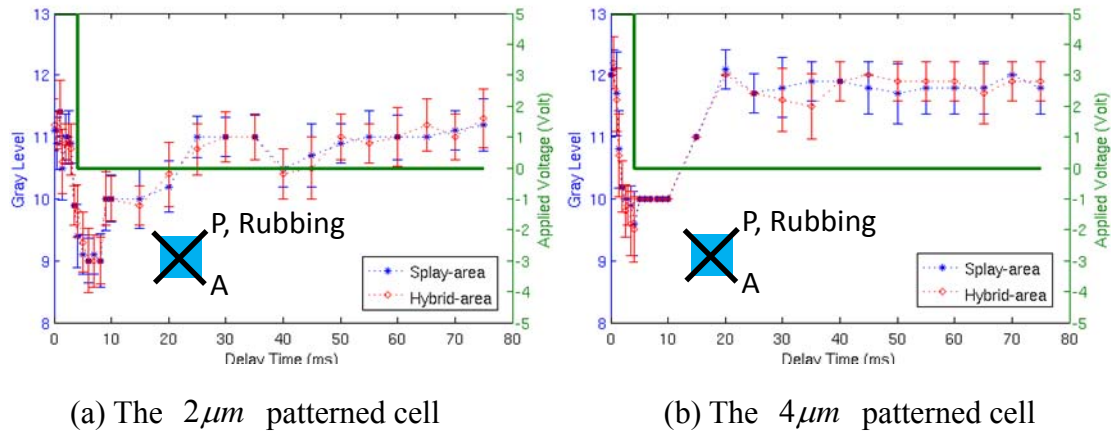 13
12
11
10
9
8
Gray Level
5
4
3
2
1
0
-1
-2
-3
-4
-5
Applied Voltage (Volt)
P, Rubbing
A
Splay-area
Hybrid-area
0 10 20 30 40 50 60 70 80
Delay Time (ms)
(a) The 2μm patterned cell
13
12
11
10
9
8
Gray Level
5
4
3
2
1
0
-1
-2
-3
-4
-5
Applied Voltage (Volt)
P, Rubbing
A
Splay-area
Hybrid-area
0 10 20 30 40 50 60 70 80
Delay Time (ms)
(b) The 4μm patterned cell